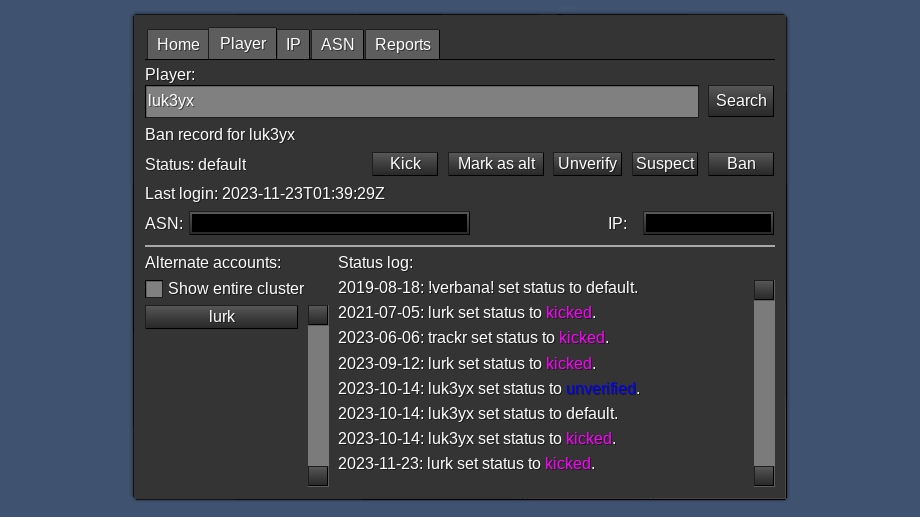 Home Player IP ASN Reports
Player:
luk3yx Search
Ban record for luk3yx
Status: default Kick Mark as alt Unverify Suspect Ban
Last login: 2023-11-23T01:39:29Z
ASN: IP:
Alternate accounts:
Show entire cluster
lurk
Status log:
2019-08-18: !verbana! set status to default.
2021-07-05: lurk set status to kicked.
2023-06-06: trackr set status to kicked.
2023-09-12: lurk set status to kicked.
2023-10-14: luk3yx set status to unverified.
2023-10-14: luk3yx set status to default.
2023-10-14: luk3yx set status to kicked.
2023-11-23: lurk set status to kicked.